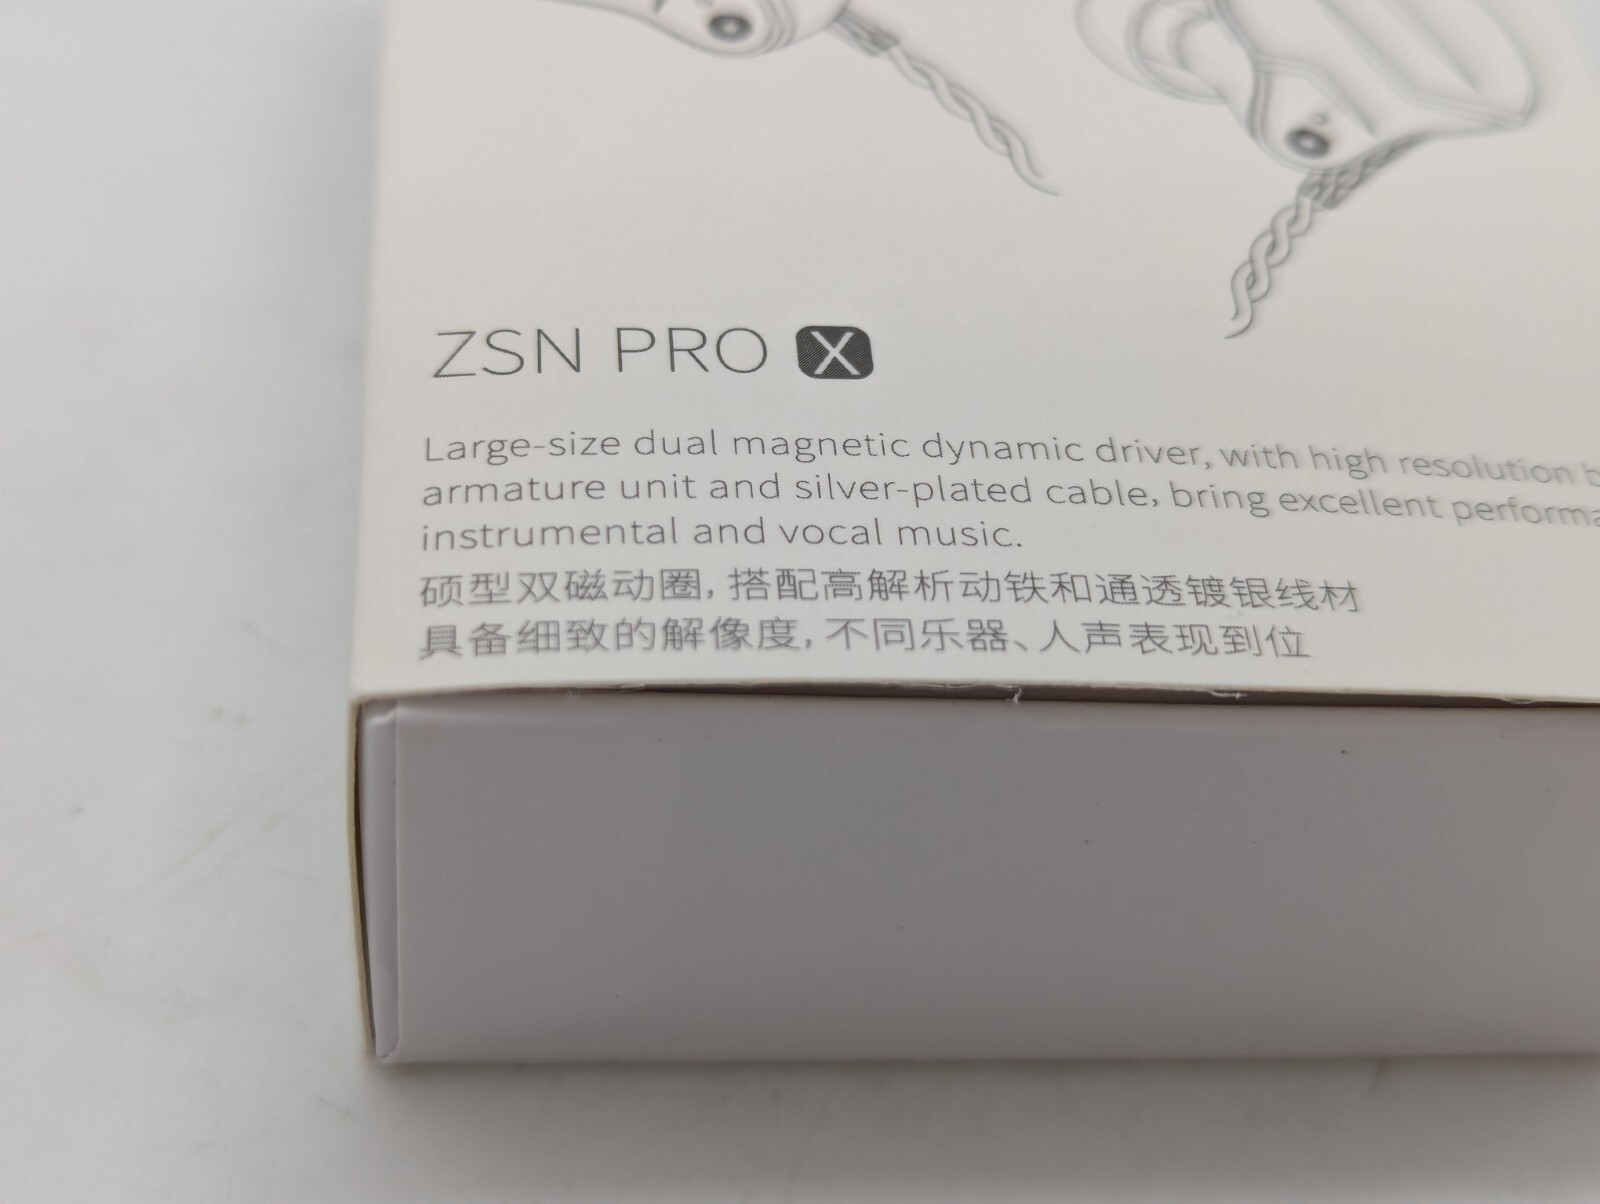 ZSN PRO X
Large-size dual magnetic dynamic driver, with high resolution
armature unit and silver-plated cable, bring excellent
instrumental and vocal music.
硕型双磁动圈，搭配高解析动铁和通透镀银线材
具备细致的解像度，不同乐器、人声表现到位